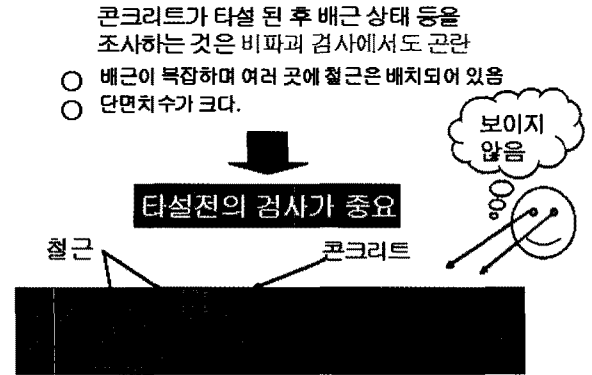 콘크리트가 타설 된 후 배근 상태 등을
조사하는 것은 비파괴 검사에서도 곤란
○ 배근이 복잡하며 여러 곳에 철근은 배치되어 있음
○ 단면치수가 크다.
보이지
않음
타설전의 검사가 중요
철근
콘크리트